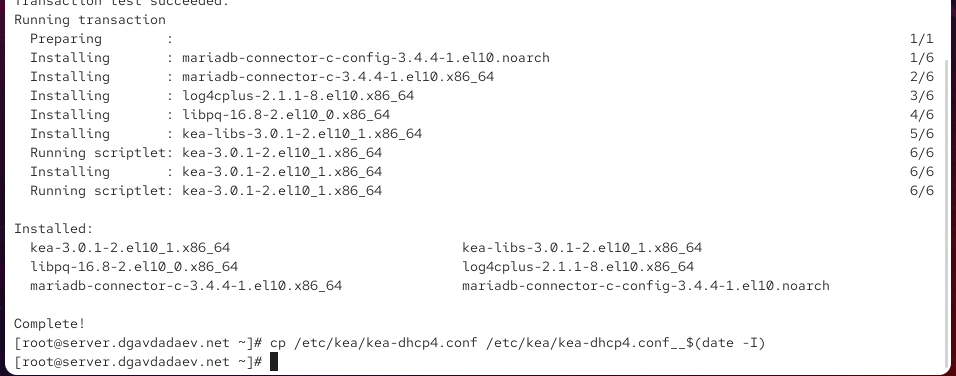 Transaction test succeeded.
Running transaction
  Preparing        :                                                                                            1/1
  Installing       : mariadb-connector-c-config-3.4.4-1.el10.noarch                                             1/6
  Installing       : mariadb-connector-c-3.4.4-1.el10.x86_64                                                    2/6
  Installing       : log4cplus-2.1.1-8.el10.x86_64                                                              3/6
  Installing       : libpq-16.8-2.el10_0.x86_64                                                                 4/6
  Installing       : kea-libs-3.0.1-2.el10_1.x86_64                                                             5/6
  Running scriptlet: kea-3.0.1-2.el10_1.x86_64                                                                  6/6
  Installing       : kea-3.0.1-2.el10_1.x86_64                                                                  6/6
  Running scriptlet: kea-3.0.1-2.el10_1.x86_64                                                                  6/6

Installed:
  kea-3.0.1-2.el10_1.x86_64                             kea-libs-3.0.1-2.el10_1.x86_64
  libpq-16.8-2.el10_0.x86_64                            log4cplus-2.1.1-8.el10.x86_64
  mariadb-connector-c-3.4.4-1.el10.x86_64               mariadb-connector-c-config-3.4.4-1.el10.noarch

Complete!
[root@server.dgavdadaev.net ~]# cp /etc/kea/kea-dhcp4.conf /etc/kea/kea-dhcp4.conf__$(date -I)
[root@server.dgavdadaev.net ~]#